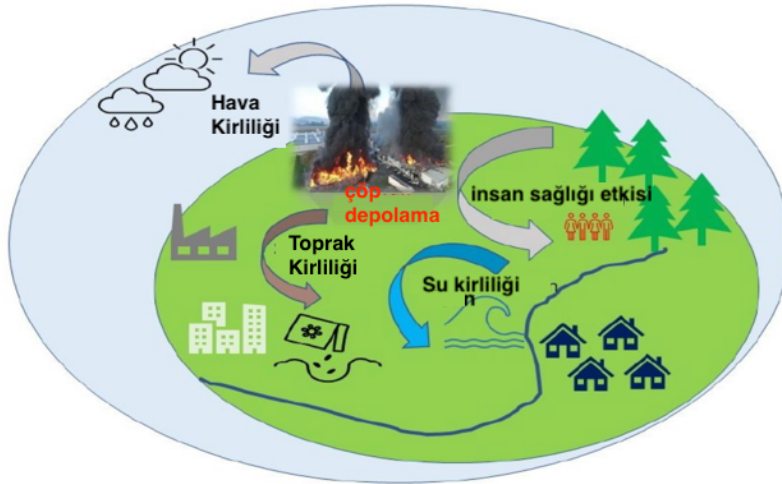 Hava
Kirliliği
çöp
depolama
insan sağlığı etkisi
Toprak
Kirliliği
Su kirliliği
n